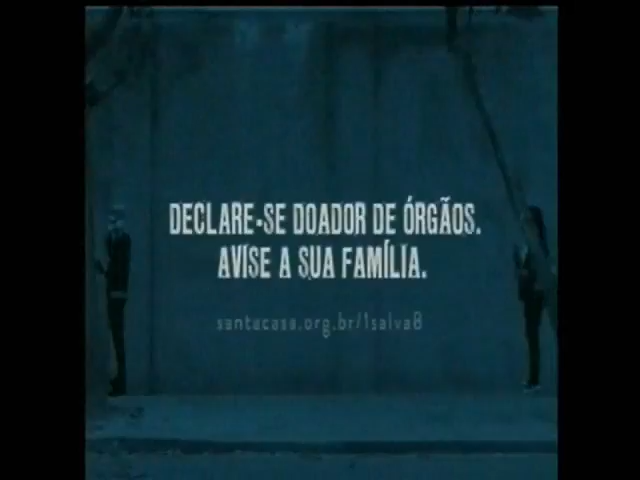 DECLARE-SE DOADOR DE ÓRGÃOS.
AVISE A SUA FAMÍLIA.
santacasa.org.br/1salva8